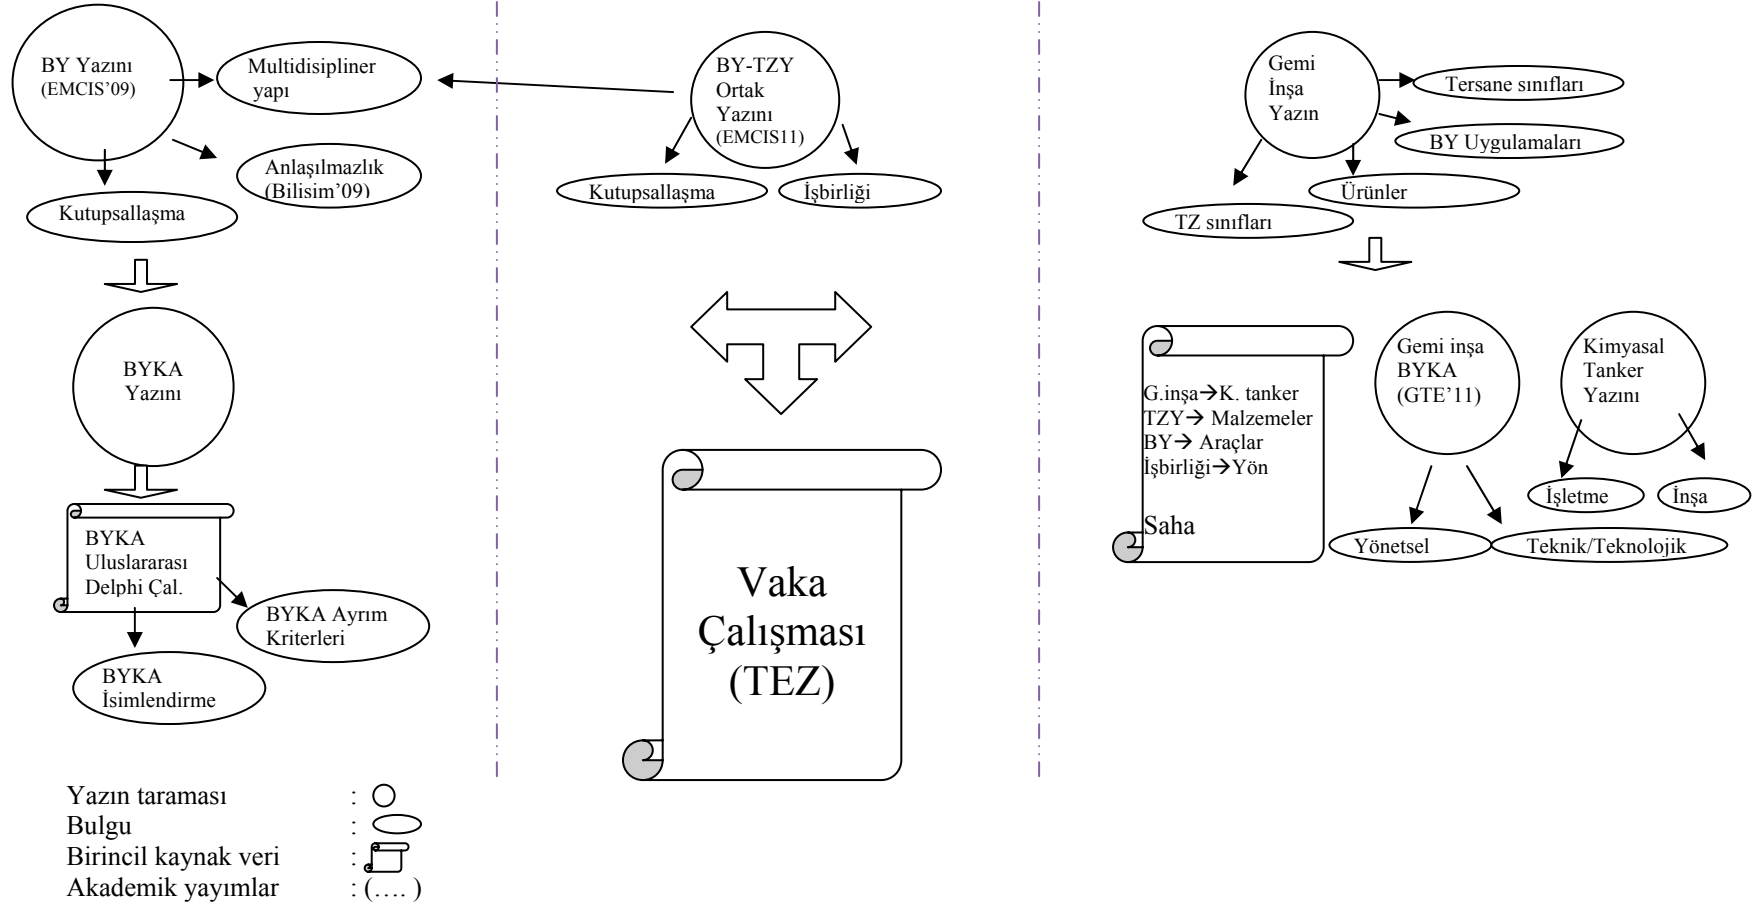 BY Yazını
(EMCIS’09)
Multidisipliner
yapı
Anlaşılmazlık
(Bilisim’09)
Kutupsallaşma
BYKA
Yazını
BYKA
Uluslararası
Delphi Çal.
BYKA Ayrım
Kriterleri
BYKA
İsimlendirme
BY-TZY
Ortak
Yazını
(EMCIS11)
Kutupsallaşma
İşbirliği
Vaka
Çalışması
(TEZ)
Gemi
İnşa
Yazın
Tersane sınıfları
BY Uygulamaları
Ürünler
TZ sınıfları
G.inşa→K. tanker
TZY→ Malzemeler
BY→ Araçlar
İşbirliği→Yön
Saha
Gemi inşa
BYKA
(GTE’11)
Kimyasal
Tanker
Yazını
İşletme
İnşa
Yönetsel
Teknik/Teknolojik
Yazın taraması :
Bulgu :
Birincil kaynak veri :
Akademik yayımlar : (…. )